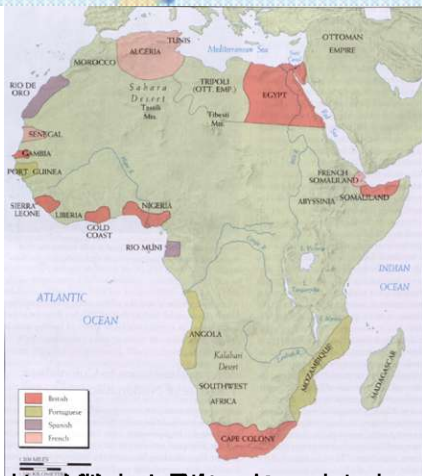 TUNIS
ALGERIA
MOROCCO
Mediterranean Sea
OTTOMAN
EMPIRE
RIO DE
ORO
Sahara
Desert
Tassili
Mts.
TRIPOLI
(OTT. EMP.)
Tibesti
Mts.
EGYPT
Red Sea
SENEGAL
GAMBIA
PORT GUINEA
SIERRA
LEONE
LIBERIA
GOLD
COAST
NIGERIA
RIO MUNI
FRENCH
SOMALILAND
ABYSSINIA
SOMALILAND
INDIAN
OCEAN
ATLANTIC
OCEAN
ANGOLA
Kalahari
Desert
SOUTHWEST
AFRICA
MOZAMBIQUE
MADAGASCAR
CAPE COLONY
British
Portuguese
Spanish
French